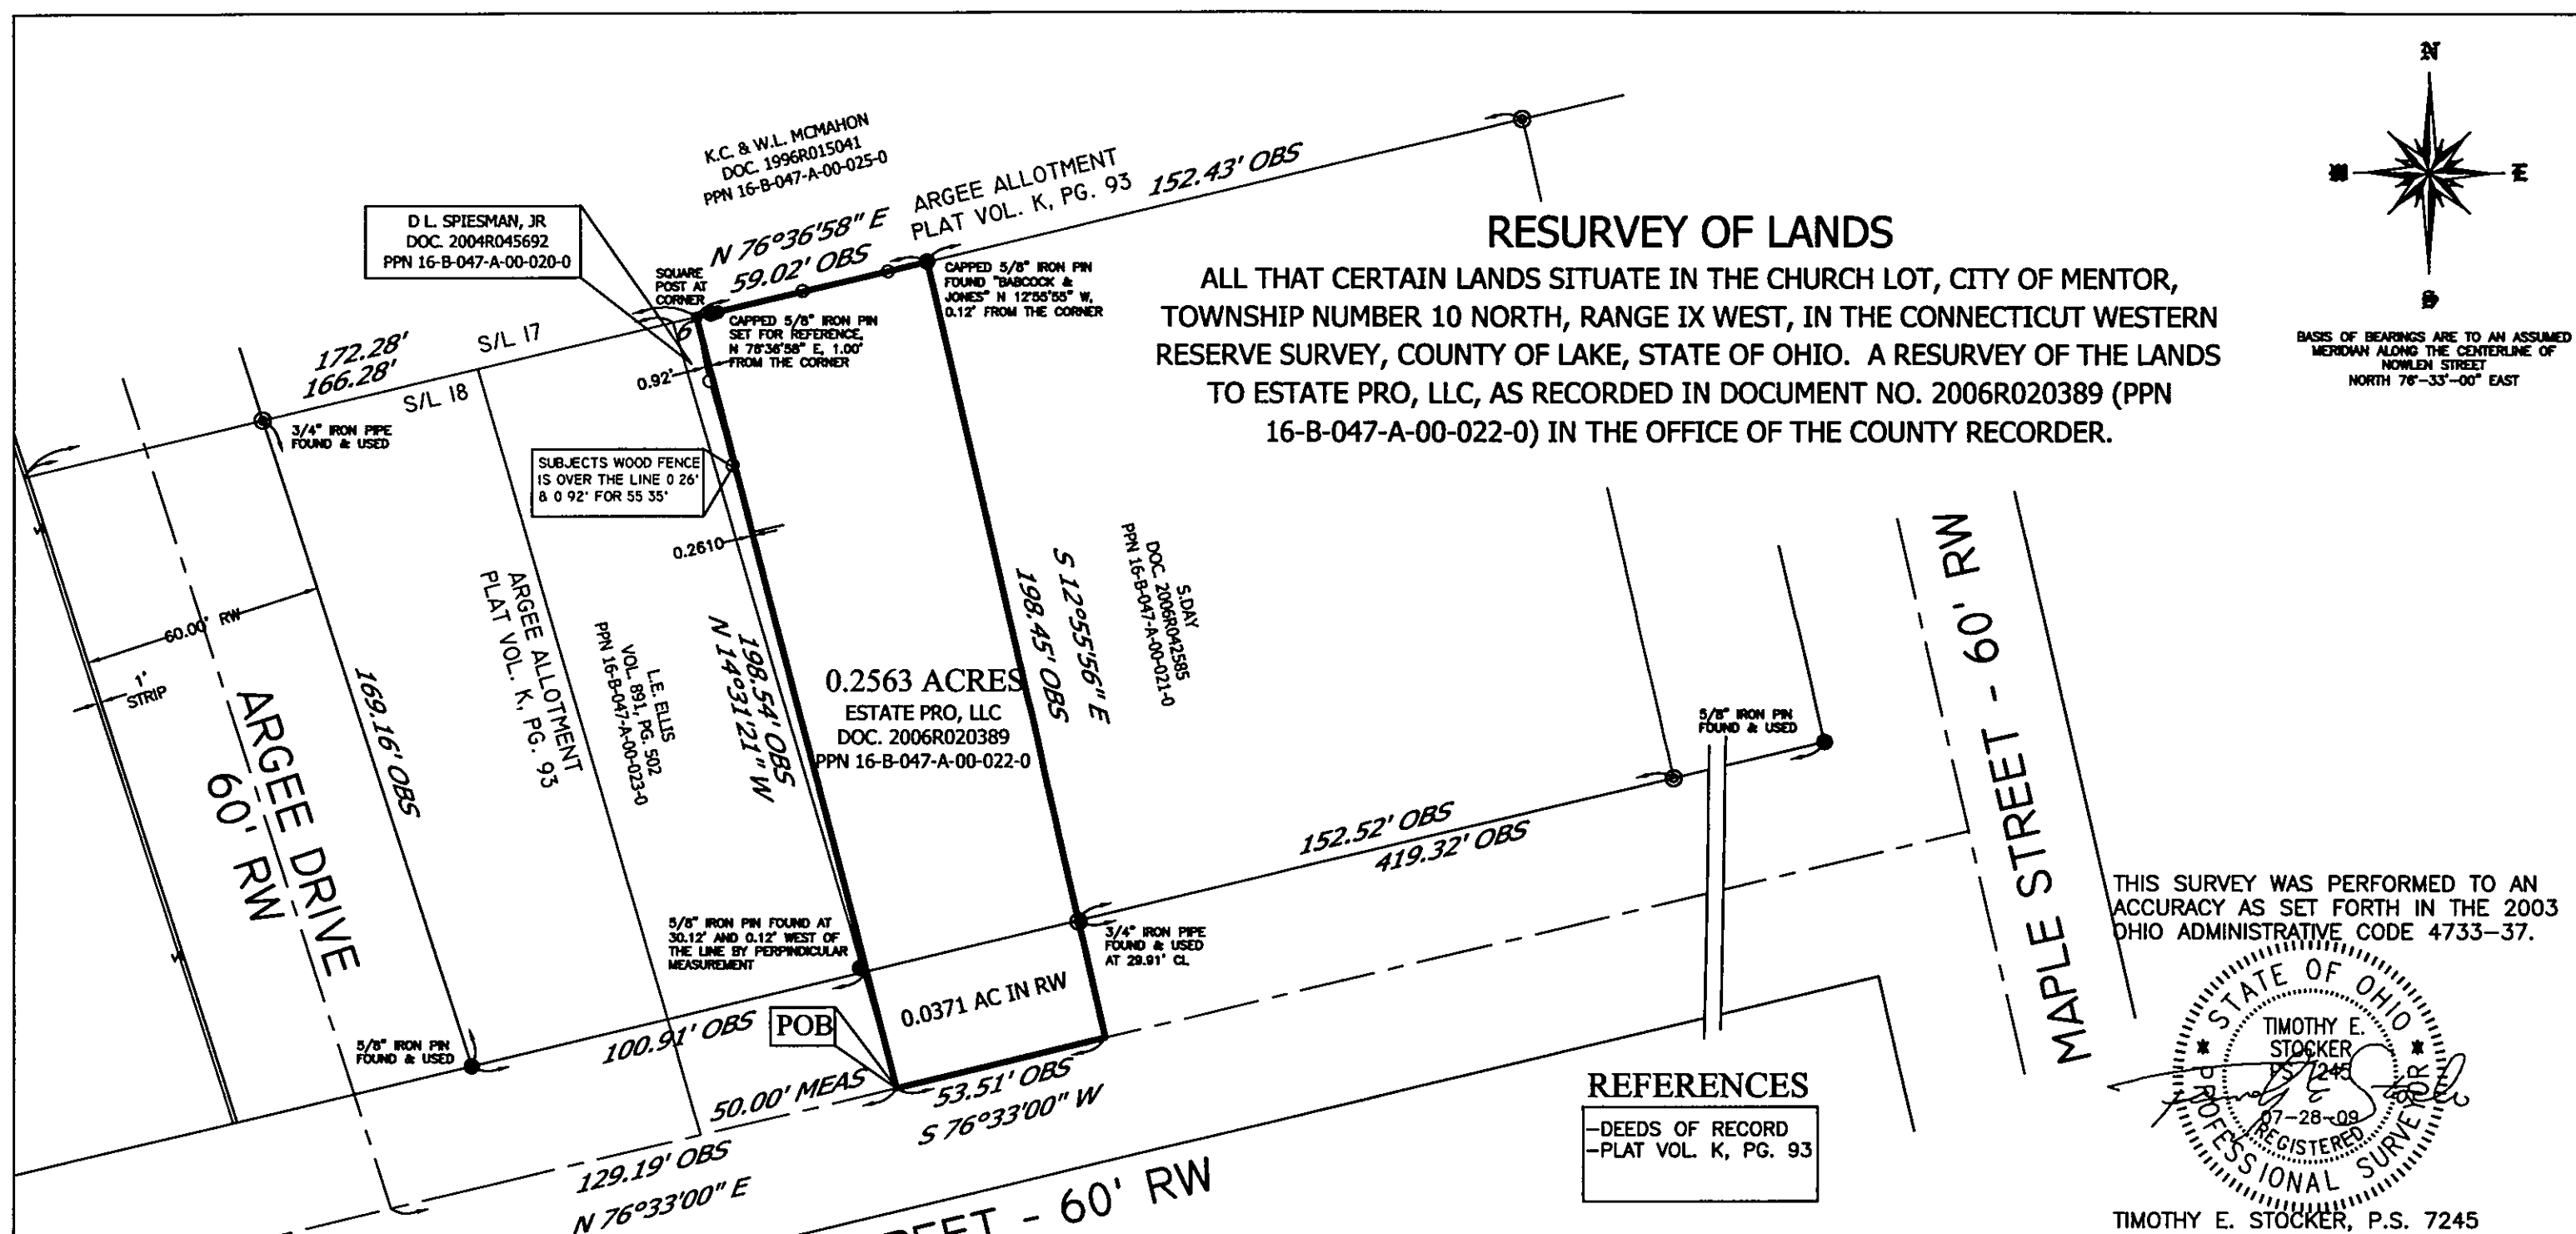 K.C. & W.L. MCMAHON
DOC. 1996R015041
PPN 16-B-047-A-00-025-0
ARGEE ALLOTMENT
PLAT VOL. K, PG. 93
152.43' OBS
N 76°36'58" E
59.02' OBS
D L. SPIESMAN, JR
DOC. 2004R045692
PPN 16-B-047-A-00-020-0
SQUARE
POST AT
CORNER
CAPPED 5/8" IRON PIN
FOUND "BABCOCK &
JONES" N 12°55'55" W,
0.12' FROM THE CORNER
CAPPED 5/8" IRON PIN
SET FOR REFERENCE,
N 76°36'58" E, 1.00'
FROM THE CORNER
6'
N
W
E
S
BASIS OF BEARINGS ARE TO AN ASSUMED
MERIDIAN ALONG THE CENTERLINE OF
NOWLEN STREET
NORTH 76°-33'-00" EAST
RESURVEY OF LANDS
ALL THAT CERTAIN LANDS SITUATE IN THE CHURCH LOT, CITY OF MENTOR,
TOWNSHIP NUMBER 10 NORTH, RANGE IX WEST, IN THE CONNECTICUT WESTERN
RESERVE SURVEY, COUNTY OF LAKE, STATE OF OHIO. A RESURVEY OF THE LANDS
TO ESTATE PRO, LLC, AS RECORDED IN DOCUMENT NO. 2006R020389 (PPN
16-B-047-A-00-022-0) IN THE OFFICE OF THE COUNTY RECORDER.
172.28'
166.28'
S/L 17
S/L 18
0.92'
3/4" IRON PIPE
FOUND & USED
SUBJECTS WOOD FENCE
IS OVER THE LINE 0 26'
& 0 92' FOR 55 35'
0.2610
60.00' RW
1'
STRIP
ARGEE DRIVE
60' RW
169.16' OBS
ARGEE ALLOTMENT
PLAT VOL. K, PG. 93
L.E. ELLIS
VOL. 891, PG. 502
PPN 16-B-047-A-00-023-0
198.54' OBS
N 14°31'21" W
0.2563 ACRES
ESTATE PRO, LLC
DOC. 2006R020389
PPN 16-B-047-A-00-022-0
S 12°55'56" E
198.45' OBS
S.DAY
DOC. 2006R042585
PPN 16-B-047-A-00-021-0
5/8" IRON PIN
FOUND & USED
152.52' OBS
419.32' OBS
MAPLE STREET - 60' RW
5/8" IRON PIN FOUND AT
30.12' AND 0.12' WEST OF
THE LINE BY PERPINDICULAR
MEASUREMENT
3/4" IRON PIPE
FOUND & USED
AT 29.91' CL
0.0371 AC IN RW
POB
5/8" IRON PIN
FOUND & USED
100.91' OBS
50.00' MEAS
53.51' OBS
S 76°33'00" W
129.19' OBS
N 76°33'00" E
REET - 60' RW
REFERENCES
-DEEDS OF RECORD
-PLAT VOL. K, PG. 93
THIS SURVEY WAS PERFORMED TO AN
ACCURACY AS SET FORTH IN THE 2003
OHIO ADMINISTRATIVE CODE 4733-37.
STATE OF OHIO
TIMOTHY E.
STOCKER
PS 7245
07-28-09
REGISTERED
PROFESSIONAL SURVEYOR
TIMOTHY E. STOCKER, P.S. 7245